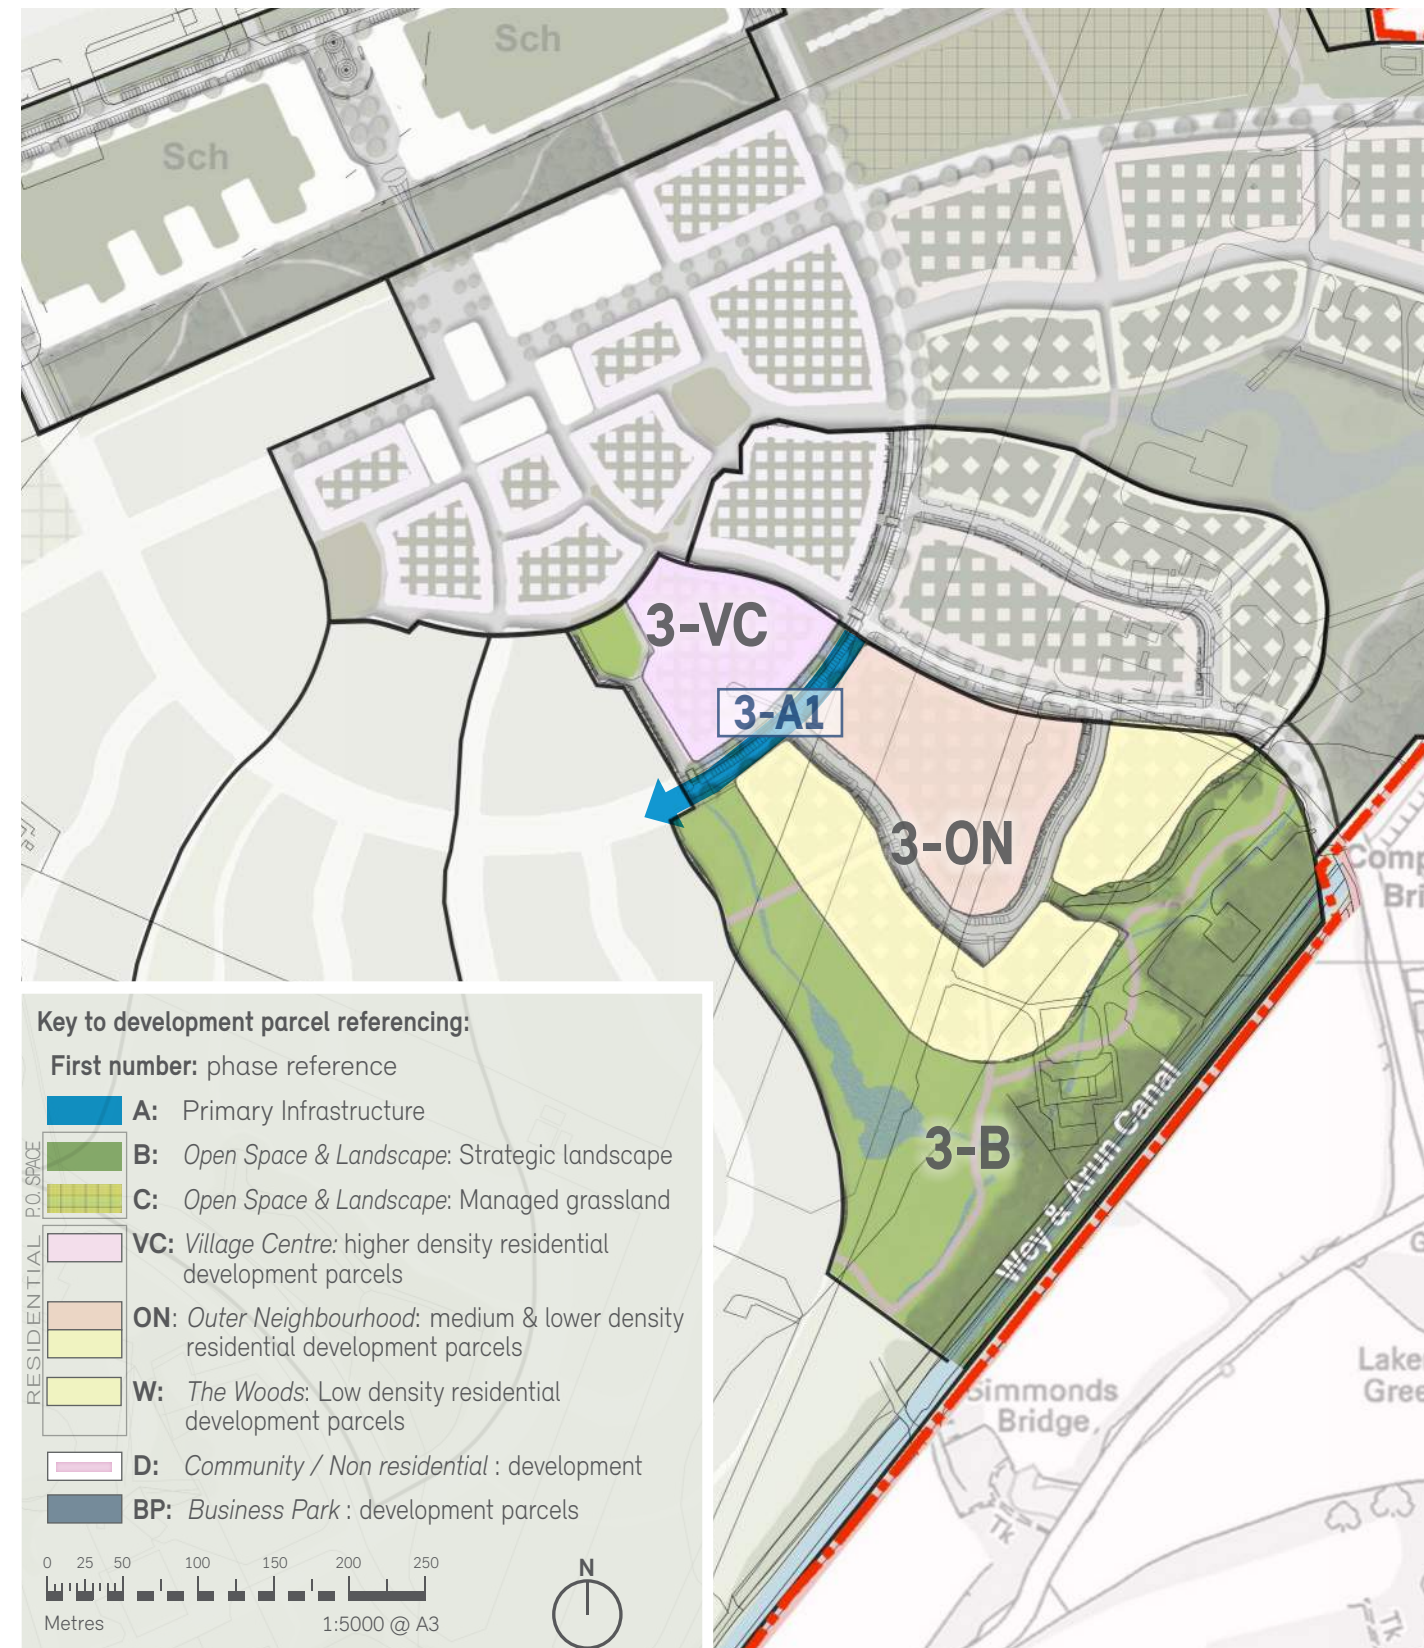 Sch
Sch
3-VC
3-A1
3-ON
3-B
Wey & Arun Canal
Simmonds
Bridge
Tk
Tk
Key to development parcel referencing:
First number: phase reference
P.O. SPACE
RESIDENTIAL
A: Primary Infrastructure
B: Open Space & Landscape: Strategic landscape
C: Open Space & Landscape: Managed grassland
VC: Village Centre: higher density residential
development parcels
ON: Outer Neighbourhood: medium & lower density
residential development parcels
W: The Woods: Low density residential
development parcels
D: Community / Non residential : development
BP: Business Park : development parcels
0 25 50 100 150 200 250
Metres
1:5000 @ A3
N